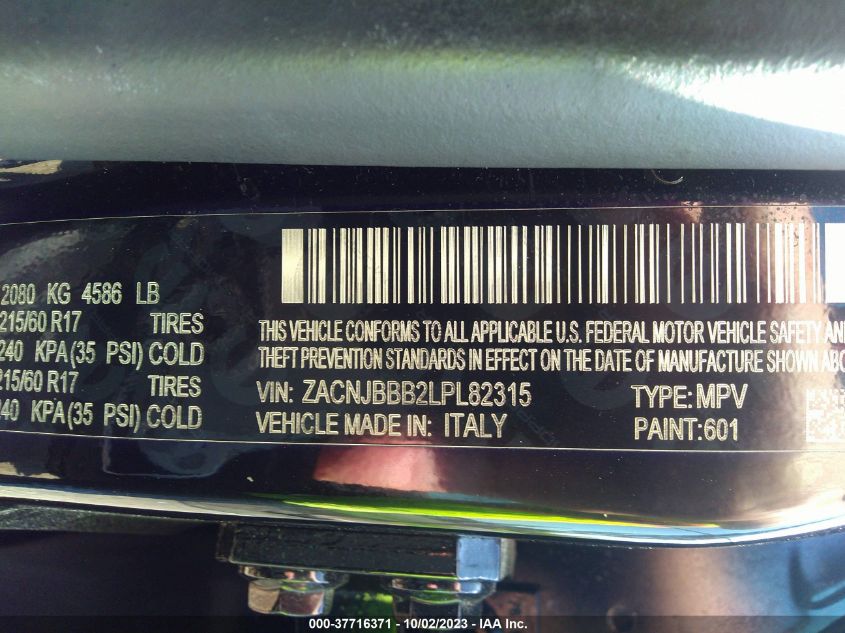 2080 KG 4586 LB
215/60 R17 TIRES
240 KPA(35 PSI) COLD
215/60 R17 TIRES
240 KPA(35 PSI) COLD
THIS VEHICLE CONFORMS TO ALL APPLICABLE U.S. FEDERAL MOTOR VEHICLE SAFETY AND
THEFT PREVENTION STANDARDS IN EFFECT ON THE DATE OF MANUFACTURE SHOWN ABO
VIN: ZACNJBBB2LPL82315 TYPE:MPV
VEHICLE MADE IN: ITALY PAINT:601
000-37716371 - 10/02/2023 - IAA Inc.